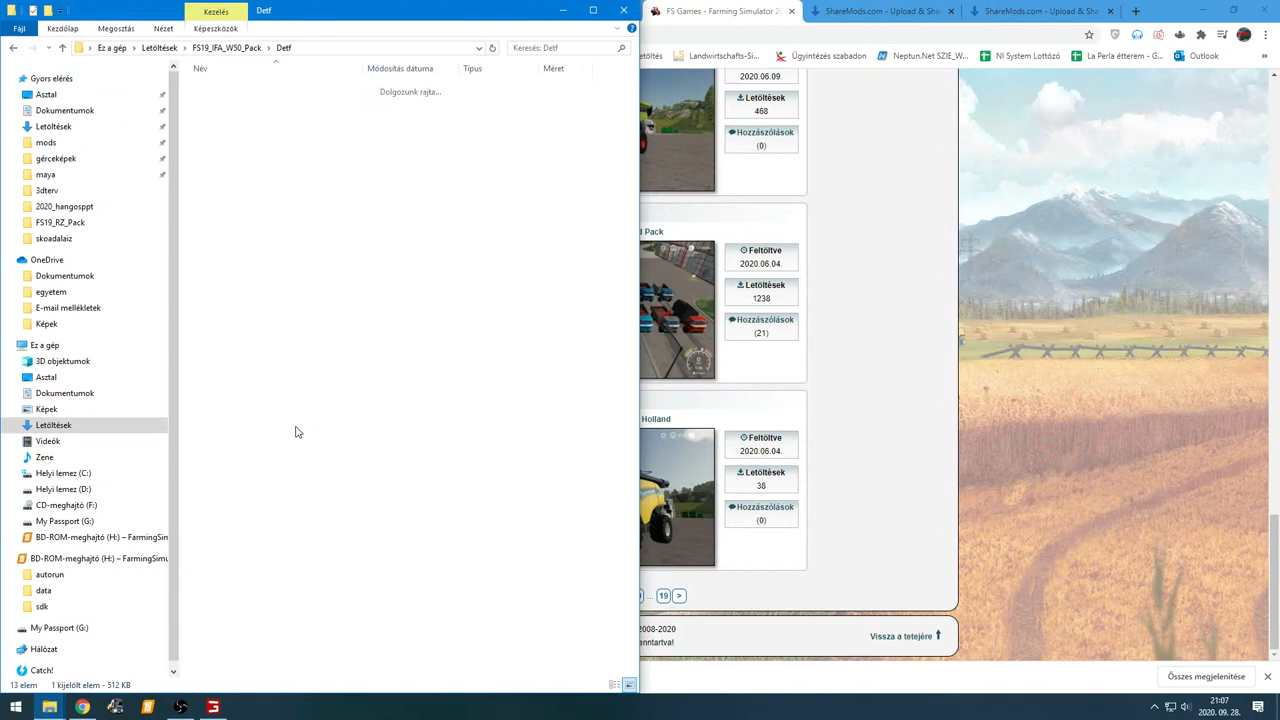 Kezelés
Detf
Fájl
Kezdőlap
Megosztás
Nézet
Képeszközök
Ez a gép
Letöltések
FS19_IFA_W50_Pack
Detf
Keresés: Detf
Gyors elérés
Asztal
Dokumentumok
Letöltések
mods
gérceképek
maya
3dterv
2020_hangosppt
FS19_RZ_Pack
skoadalaiz
OneDrive
Dokumentumok
egyetem
E-mail mellékletek
Képek
Ez a gép
3D objektumok
Asztal
Dokumentumok
Képek
Letöltések
Videók
Zene
Helyi lemez (C:)
Helyi lemez (D:)
CD-meghajtó (F:)
My Passport (G:)
BD-ROM-meghajtó (H:) – FarmingSimu
BD-ROM-meghajtó (H:) – FarmingSimu
autorun
data
sdk
My Passport (G:)
Hálózat
Catch!
Név
Módosítás dátuma
Típus
Méret
Dolgozunk rajta...
13 elem
1 kijelölt elem - 512 KB
FS Games - Farming Simulator 2
ShareMods.com - Upload & Sha
ShareMods.com - Upload & Sha
Landwirtschafts-Si...
Ügyintézés szabadon
Neptun.Net SZIE_W...
NI System Lottózó
La Perla étterem - G...
Outlook
2020.06.09.
Letöltések
468
Hozzászólások
(0)
d Pack
Feltöltve
2020.06.04.
Letöltések
1238
Hozzászólások
(21)
Holland
Feltöltve
2020.06.04.
Letöltések
38
Hozzászólások
(0)
... 19 >
2008-2020
nntartva!
Vissza a tetejére
Összes megjelenítése
21:07
2020. 09. 28.